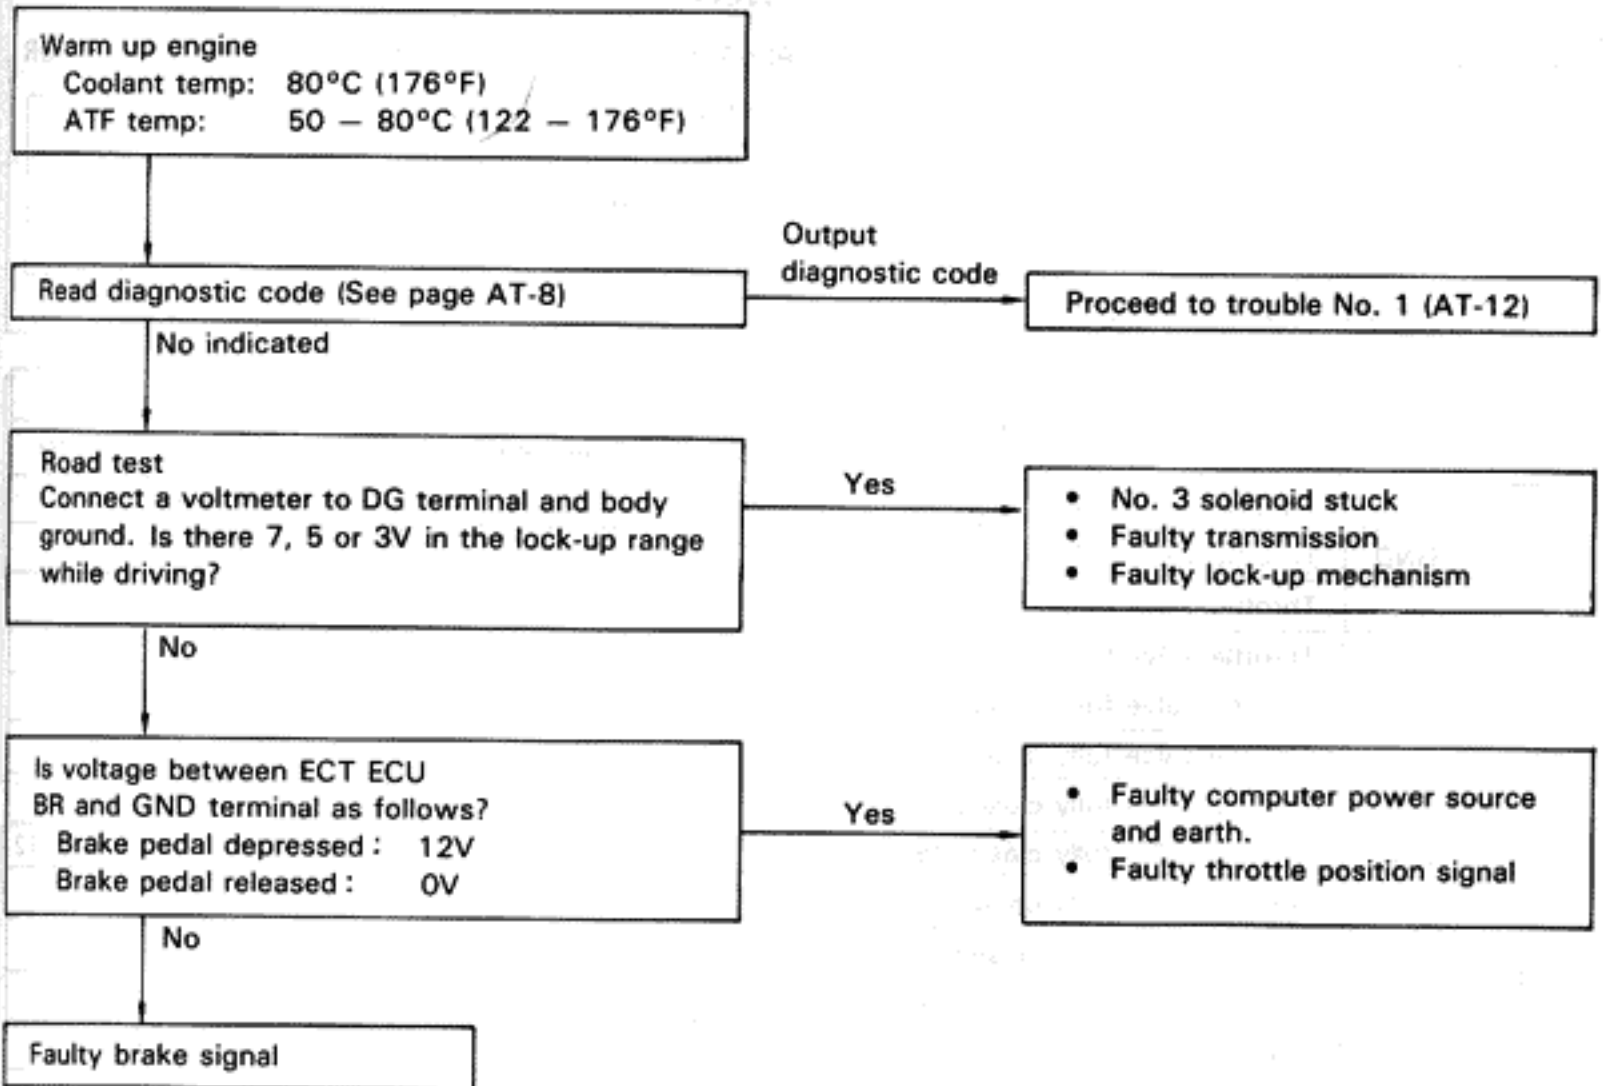 Warm up engine
Coolant temp: 80°C (176°F)
ATF temp: 50 — 80°C (122 — 176°F)
Output
diagnostic code
Read diagnostic code (See page AT-8)
Proceed to trouble No. 1 (AT-12)
No indicated
Road test
Connect a voltmeter to DG terminal and body
ground. Is there 7, 5 or 3V in the lock-up range
while driving?
Yes
• No. 3 solenoid stuck
• Faulty transmission
• Faulty lock-up mechanism
No
Is voltage between ECT ECU
BR and GND terminal as follows?
Brake pedal depressed : 12V
Brake pedal released : 0V
Yes
• Faulty computer power source
and earth.
• Faulty throttle position signal
No
Faulty brake signal